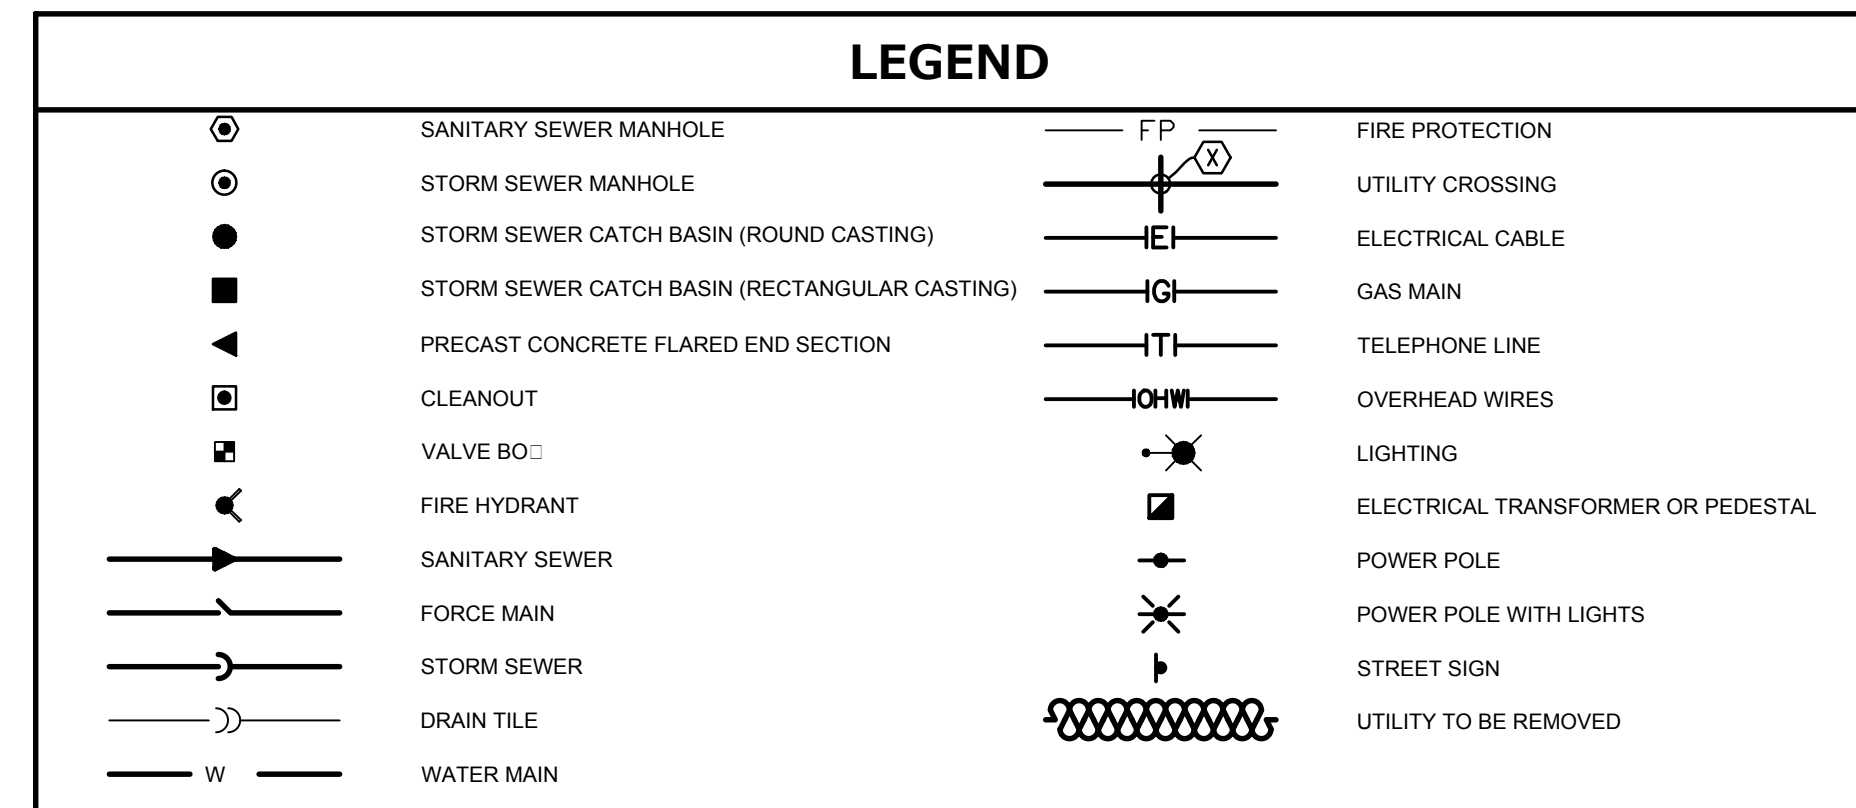 LEGEND
SANITARY SEWER MANHOLE
STORM SEWER MANHOLE
STORM SEWER CATCH BASIN (ROUND CASTING)
STORM SEWER CATCH BASIN (RECTANGULAR CASTING)
PRECAST CONCRETE FLARED END SECTION
CLEANOUT
VALVE BO□
FIRE HYDRANT
SANITARY SEWER
FORCE MAIN
STORM SEWER
DRAIN TILE
W WATER MAIN
FP FIRE PROTECTION
X
UTILITY CROSSING
E ELECTRICAL CABLE
G GAS MAIN
T TELEPHONE LINE
OHW OVERHEAD WIRES
LIGHTING
ELECTRICAL TRANSFORMER OR PEDESTAL
POWER POLE
POWER POLE WITH LIGHTS
STREET SIGN
UTILITY TO BE REMOVED